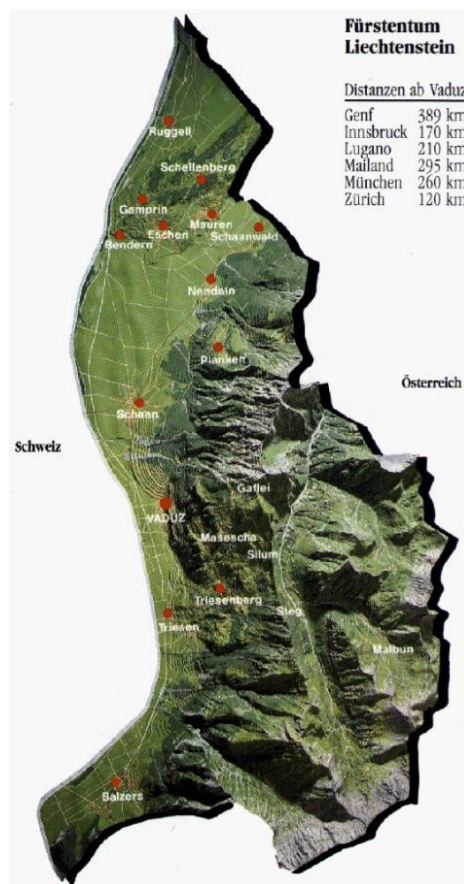 Fürstentum
Liechtenstein
Distanzen ab Vaduz
Genf 389 km
Innsbruck 170 km
Lugano 210 km
Mailand 295 km
München 260 km
Zürich 120 km
Ruggell
Schellenberg
Gamprin
Mauren
Eschen
Schaanwald
Bendern
Nendeln
Planken
Österreich
Schaan
Schweiz
Gaflei
VADUZ
Masescha
Silum
Triesenberg
Steg
Triesen
Malbun
Balzers